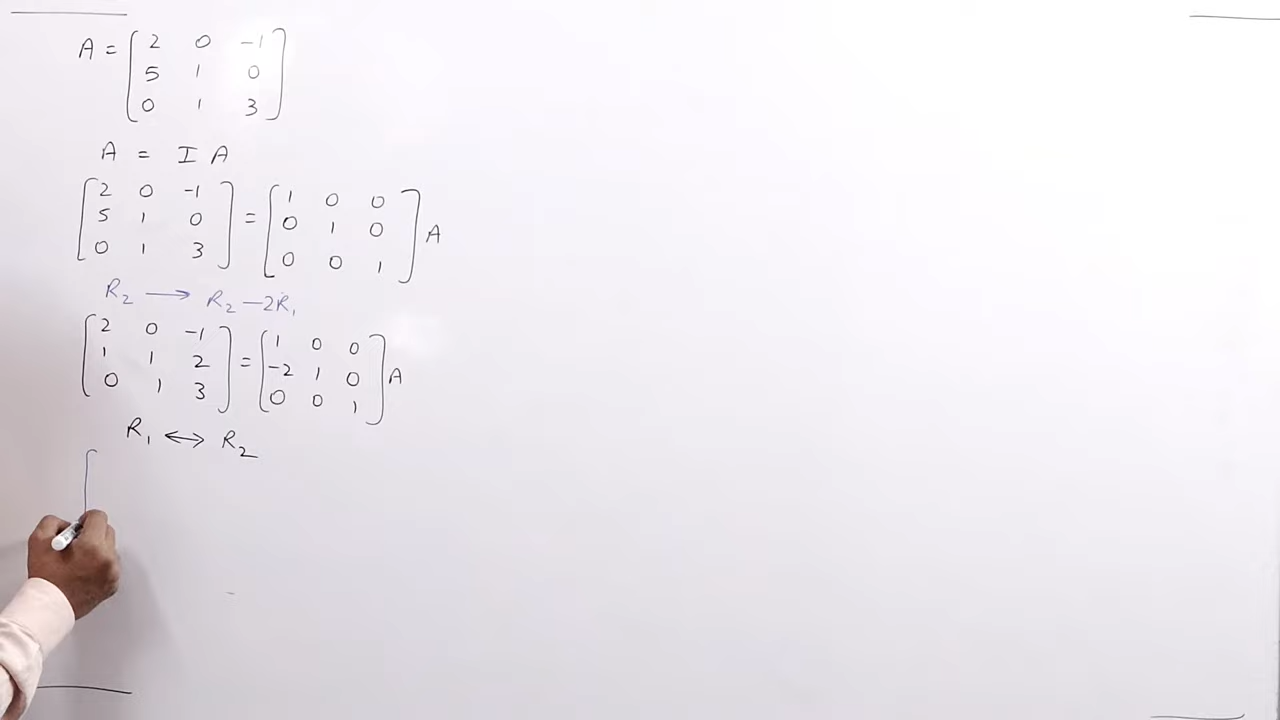 A = [ 2 0 -1
5 1 0
0 1 3 ]
A = I A
[ 2 0 -1
5 1 0
0 1 3 ] = [ 1 0 0
0 1 0
0 0 1 ] A
R₂ → R₂ — 2R₁
[ 2 0 -1
1 1 2
0 1 3 ] = [ 1 0 0
-2 1 0
0 0 1 ] A
R₁ ↔ R₂
[